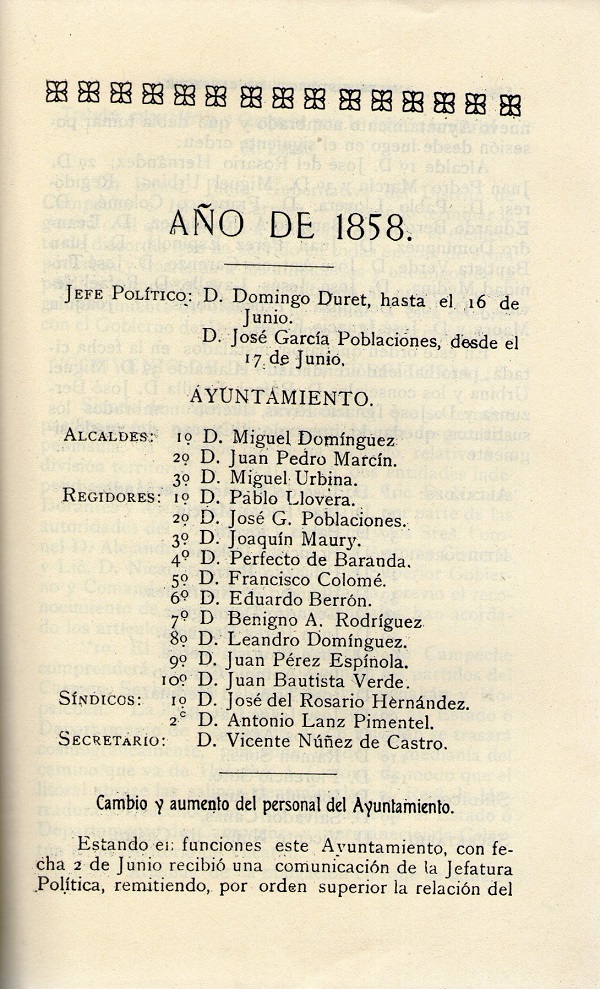 AÑO DE 1858.
JEFE POLÍTICO: D. Domingo Duret, hasta el 16 de
Junio.
D. José García Poblaciones, desde el
17 de Junio.
AYUNTAMIENTO.
ALCALDES: 1º D. Miguel Domínguez
2º D. Juan Pedro Marcín.
3º D. Miguel Urbina.
REGIDORES: 1º D. Pablo Llovera.
2º D. José G. Poblaciones.
3º D. Joaquín Maury.
4º D. Perfecto de Baranda.
5º D. Francisco Colomé.
6º D. Eduardo Berrón.
7º D Benigno A. Rodríguez
8º D. Leandro Domínguez.
9º D. Juan Pérez Espínola.
10º D. Juan Bautista Verde.
SÍNDICOS: 1º D. José del Rosario Hernández.
2º D. Antonio Lanz Pimentel.
SECRETARIO: D. Vicente Núñez de Castro.
Cambio y aumento del personal del Ayuntamiento.
Estando en funciones este Ayuntamiento, con fe-
cha 2 de Junio recibió una comunicación de la Jefatura
Política, remitiendo, por orden superior la relación del